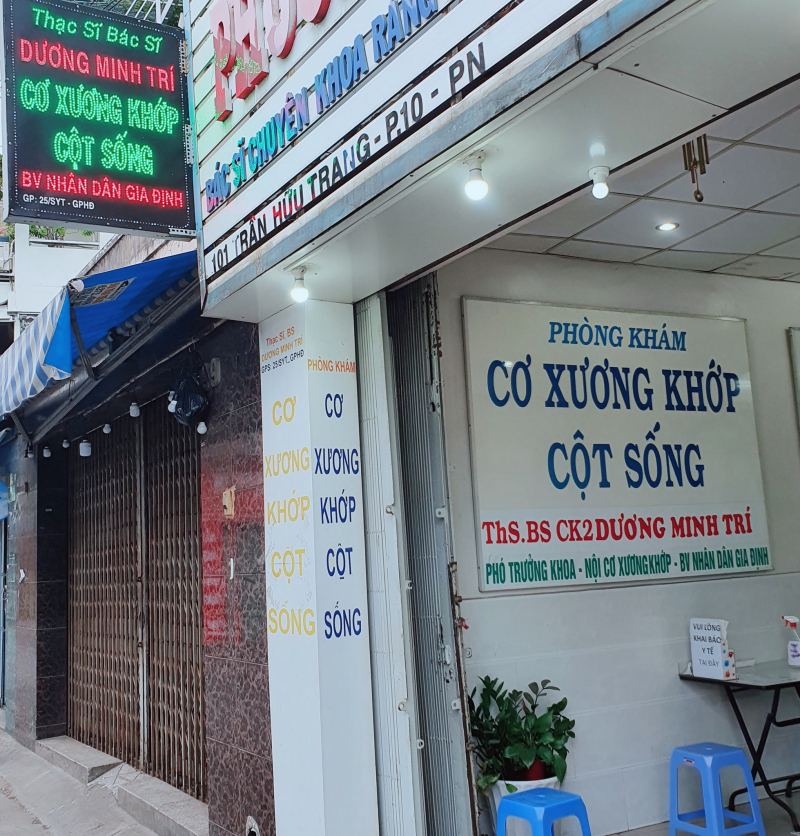 Thạc Sĩ Bác Sĩ
DƯƠNG MINH TRÍ
CƠ XƯƠNG KHỚP
CỘT SỐNG
BV NHÂN DÂN GIA ĐỊNH
GP: 25/SYT - GPHĐ
BÁC SĨ CHUYÊN KHOA RĂNG
101 TRẦN HỮU TRANG - P.10 - PN
Thạc Sĩ. BS
DƯƠNG MINH TRÍ
GPS: 25/SYT. GPHĐ
CƠ
XƯƠNG
KHỚP
CỘT
SỐNG
PHÒNG KHÁM
CƠ
XƯƠNG
KHỚP
CỘT
SỐNG
PHÒNG KHÁM
CƠ XƯƠNG KHỚP
CỘT SỐNG
ThS.BS CK2 DƯƠNG MINH TRÍ
PHÓ TRƯỞNG KHOA - NỘI CƠ XƯƠNG KHỚP - BV NHÂN DÂN GIA ĐỊNH
VUI LÒNG
KHAI BÁO
Y TẾ
TẠI ĐÂY